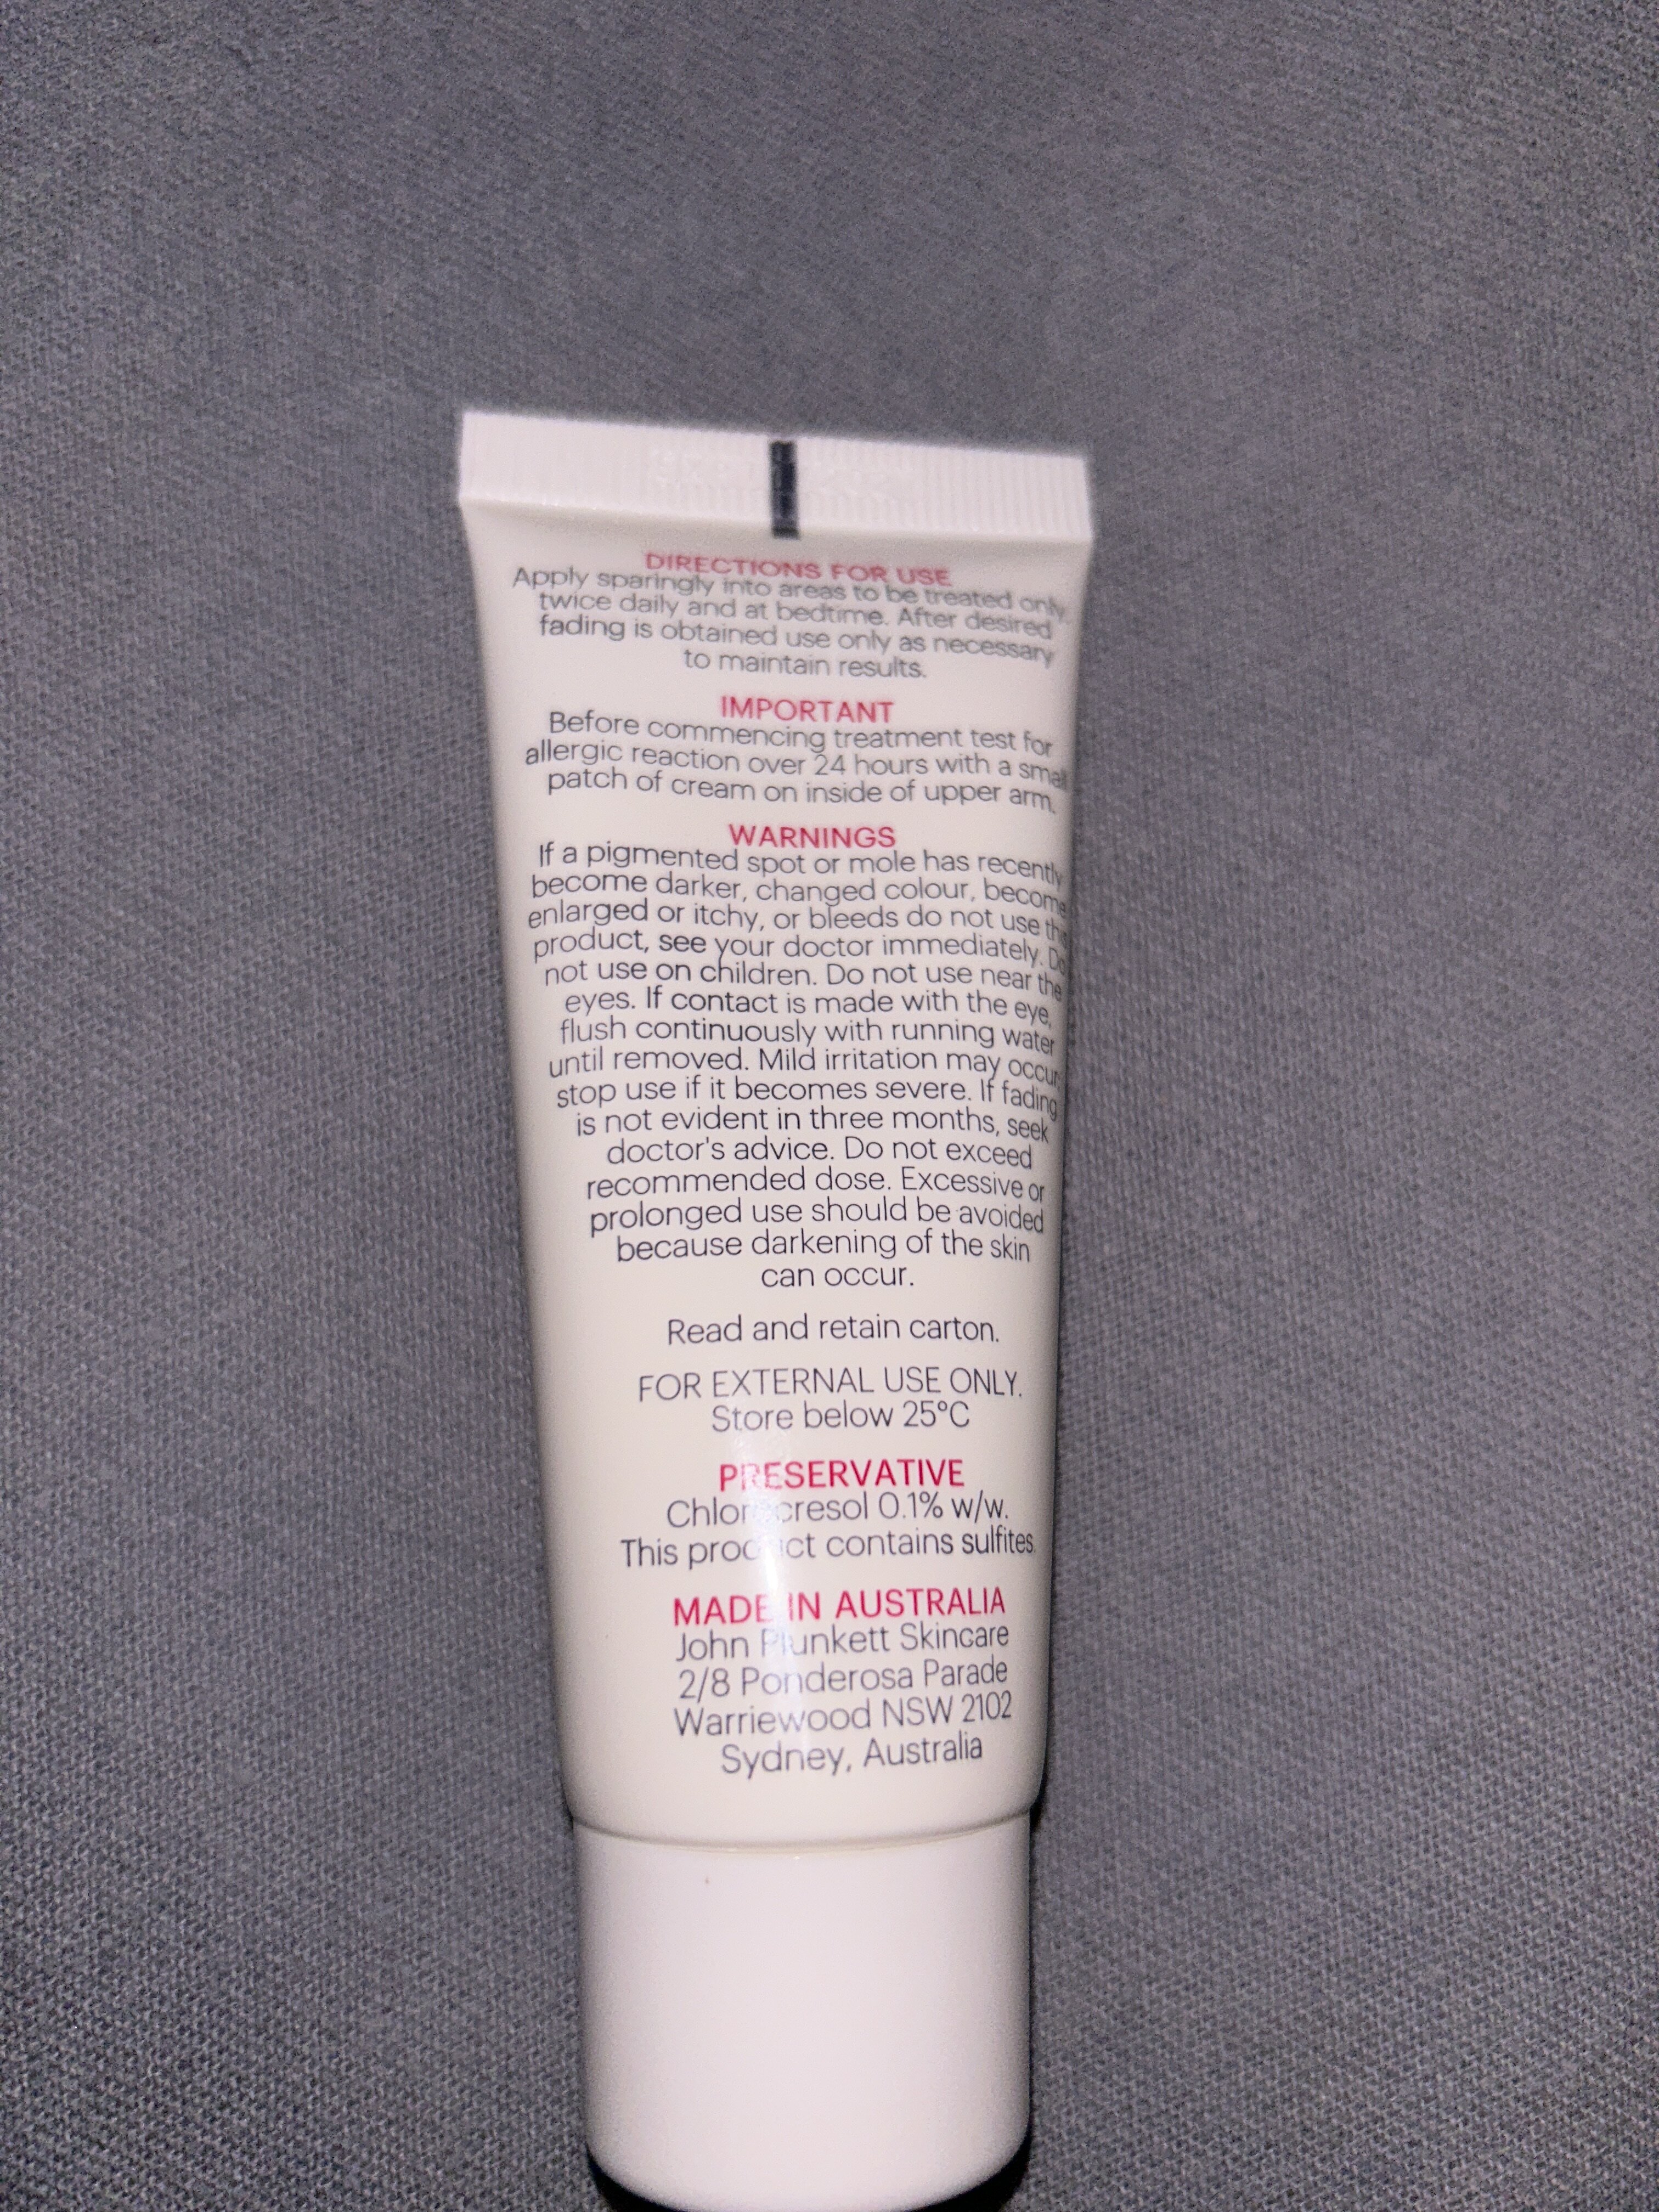 DIRECTIONS FOR USE
Apply sparingly into areas to be treated only,
twice daily and at bedtime. After desired
fading is obtained use only as necessary
to maintain results.
IMPORTANT
Before commencing treatment test for
allergic reaction over 24 hours with a small
patch of cream on inside of upper arm.
WARNINGS
If a pigmented spot or mole has recently
become darker, changed colour, become
enlarged or itchy, or bleeds do not use this
product, see your doctor immediately. Do
not use on children. Do not use near the
eyes. If contact is made with the eye,
flush continuously with running water
until removed. Mild irritation may occur,
stop use if it becomes severe. If fading
is not evident in three months, seek
doctor's advice. Do not exceed
recommended dose. Excessive or
prolonged use should be avoided
because darkening of the skin
can occur.
Read and retain carton.
FOR EXTERNAL USE ONLY.
Store below 25°C
PRESERVATIVE
Chlorocresol 0.1% w/w.
This product contains sulfites.
MADE IN AUSTRALIA
John Plunkett Skincare
2/8 Ponderosa Parade
Warriewood NSW 2102
Sydney, Australia